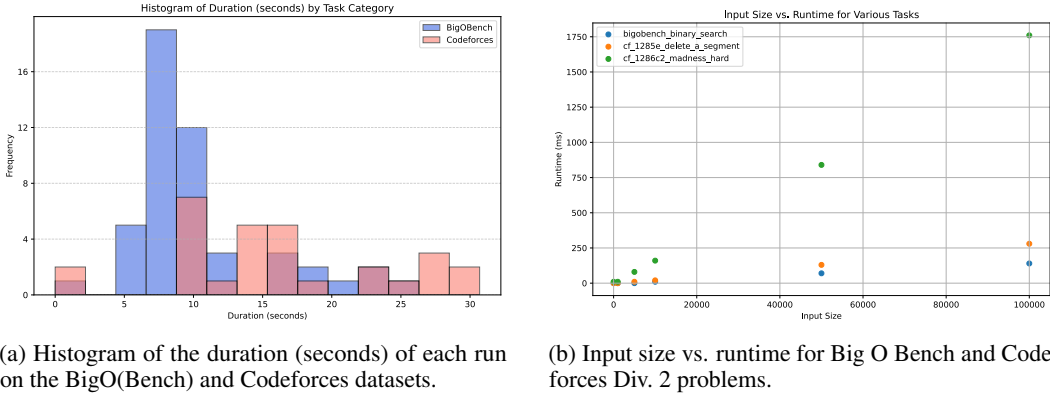 Histogram of Duration (seconds) by Task Category
BigOBench
Codeforces
Frequency
16
12
8
4
0
0 5 10 15 20 25 30
Duration (seconds)
Input Size vs. Runtime for Various Tasks
bigobench_binary_search
cf_1285e_delete_a_segment
cf_1286c2_madness_hard
Runtime (ms)
1750
1500
1250
1000
750
500
250
0
0 20000 40000 60000 80000 100000
Input Size
(a) Histogram of the duration (seconds) of each run
on the BigO(Bench) and Codeforces datasets.
(b) Input size vs. runtime for Big O Bench and Code
forces Div. 2 problems.